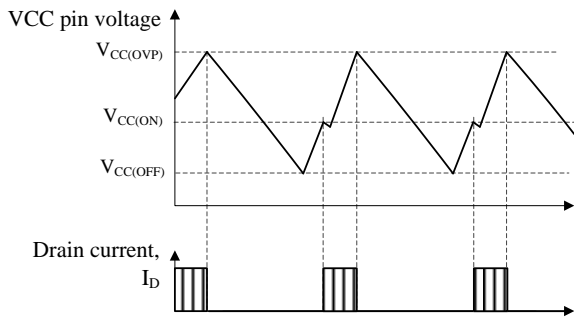 VCC pin voltage
VCC(OVP)
VCC(ON)
VCC(OFF)
Drain current,
ID